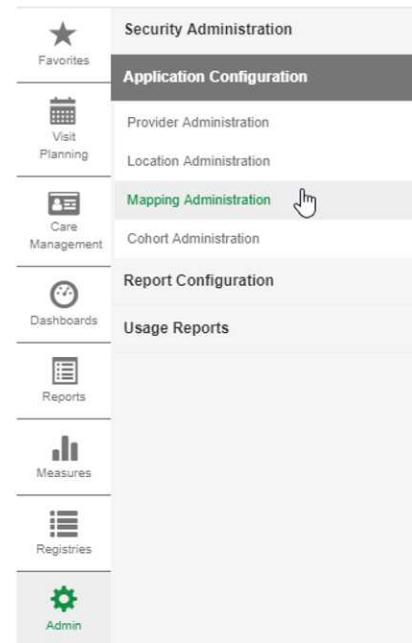 Favorites
Visit
Planning
Care
Management
Dashboards
Reports
Measures
Registries
Admin
Security Administration
Application Configuration
Provider Administration
Location Administration
Mapping Administration
Cohort Administration
Report Configuration
Usage Reports